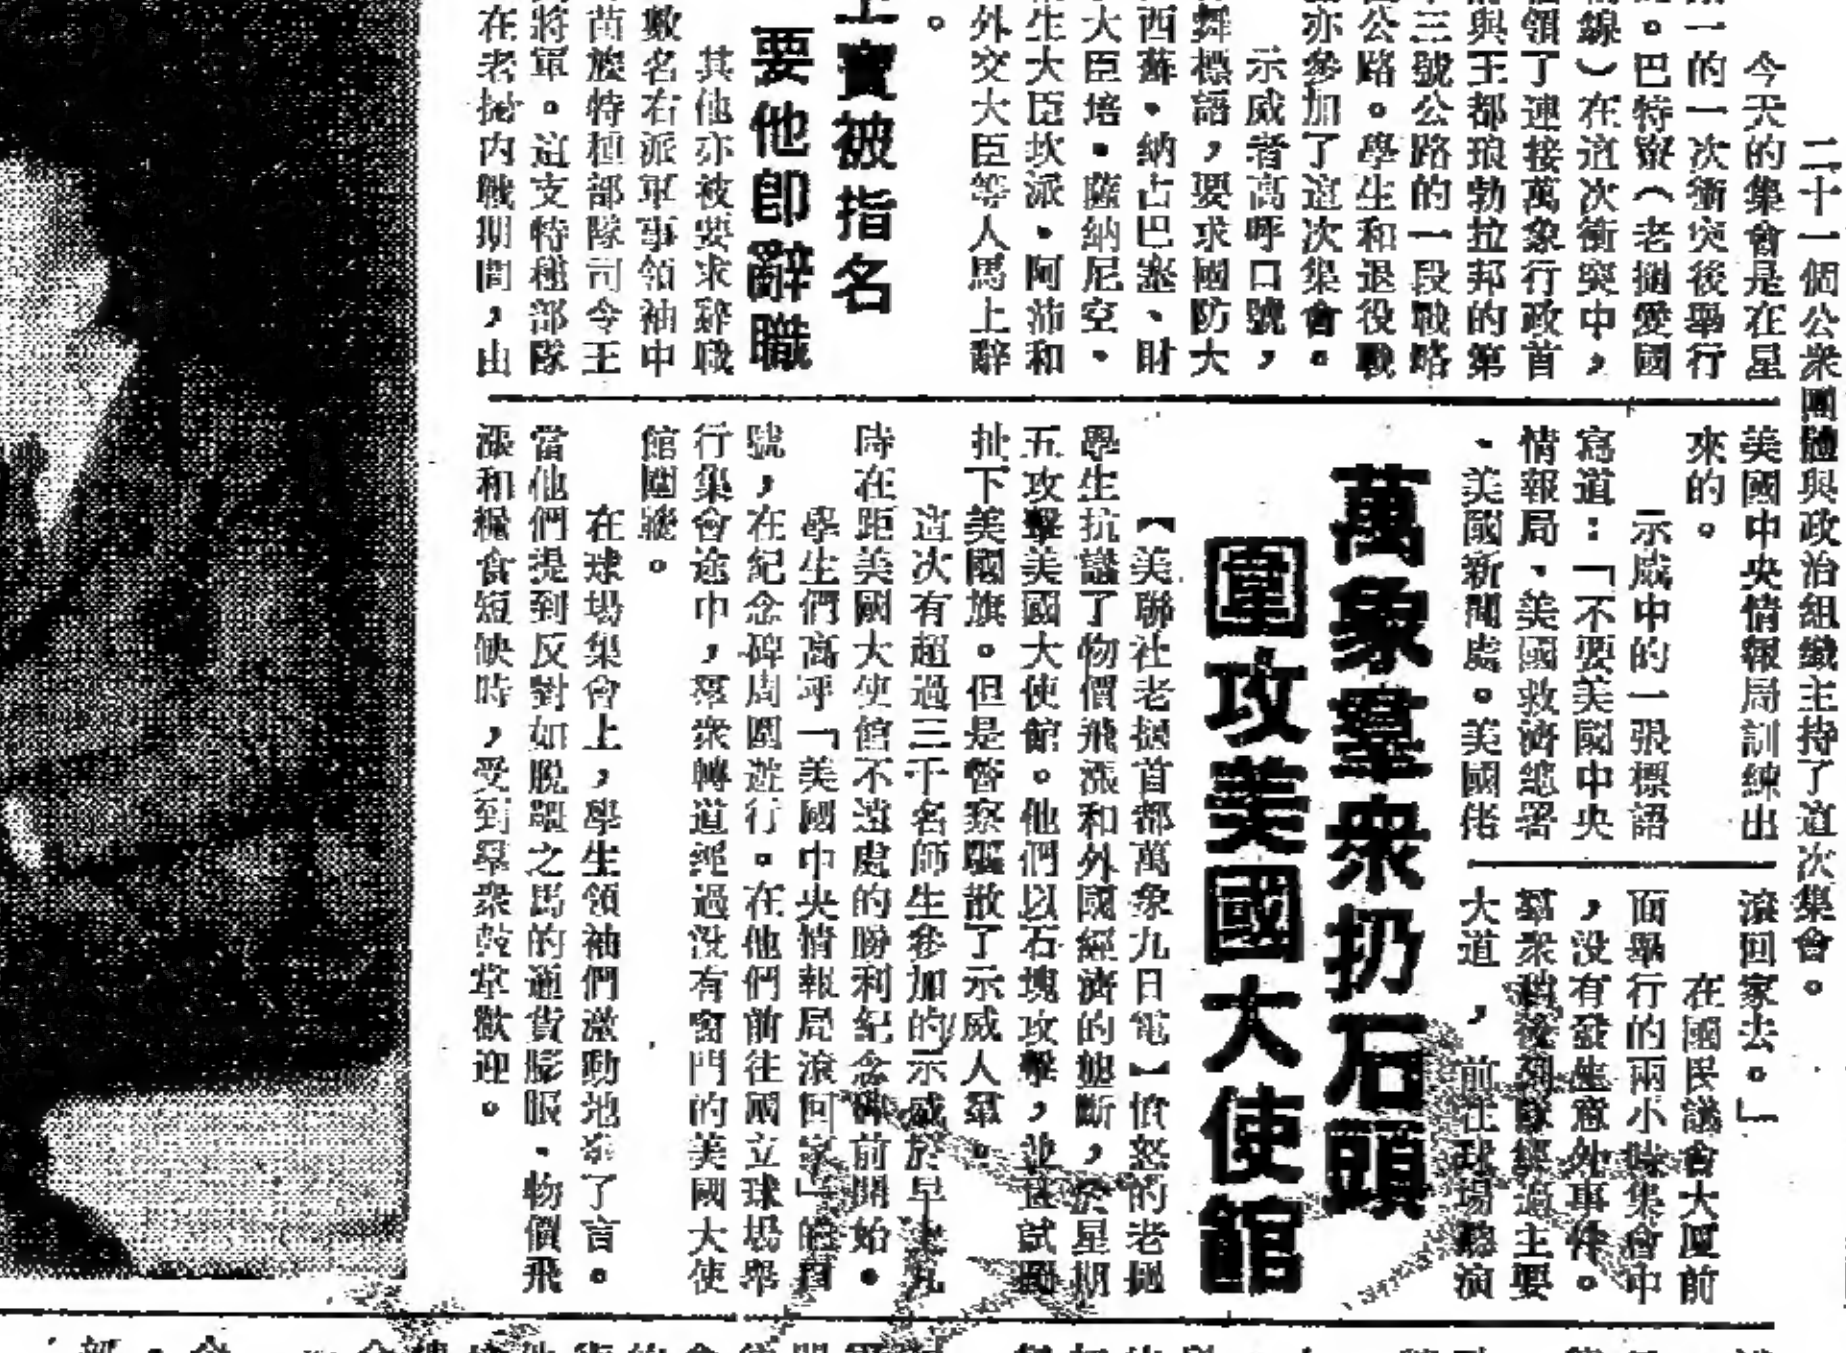 二十一個公衆團體與政治組織主持了這次集會。
今天的集會是在星
一的一次衝突後舉行
。巴特寮(老撾愛國
線)在這次衝突中,
領了連接萬象行政首
與王都琅勃拉邦的第
三號公路的一段戰略
公路。學生和退役戰
亦參加了這次集會。
示威者高呼口號,
舞標語,要求國防大
西蘇·納占巴塞、財
大臣培·薩納尼空、
生大臣坎派·阿沛和
外交大臣等人馬上辭
。
寶被指名
要他卽辭職
其他亦被要求辭職
數名右派軍事領袖中
苗族特種部隊司令王
將軍。這支特種部隊
在老撾内戰期間,由
美國中央情報局訓練出
來的。
示威中的一張標語
寫道:「不要美國中央
情報局、美國救濟總署
、美國新聞處。美國佬
滾回家去。」
在國民議會大厦前
面舉行的兩小時集會中
,没有發生意外事件。
羣衆稍後列隊經過主要
大道,前往球場聽演
萬象羣衆扔石頭
圍攻美國大使館
【美聯社老撾首都萬象九日電】憤怒的老撾
學生抗議了物價飛漲和外國經濟的壟斷,於星期
五攻擊美國大使館。他們以石塊攻擊,並且試圖
扯下美國旗。但是警察驅散了示威人羣。
這次有超過三千名師生參加的示威於早上九
時在距美國大使館不遠處的勝利紀念碑前開始。
學生們高呼「美國中央情報局滾回家」的口
號,在紀念碑周圍遊行。在他們前往國立球場舉
行集會途中,羣衆轉道經過没有窗門的美國大使
館圍牆。
在球場集會上,學生領袖們激動地發了言。
當他們提到反對如脫韁之馬的通貨膨脹、物價飛
漲和糧食短缺時,受到羣衆鼓掌歡迎。